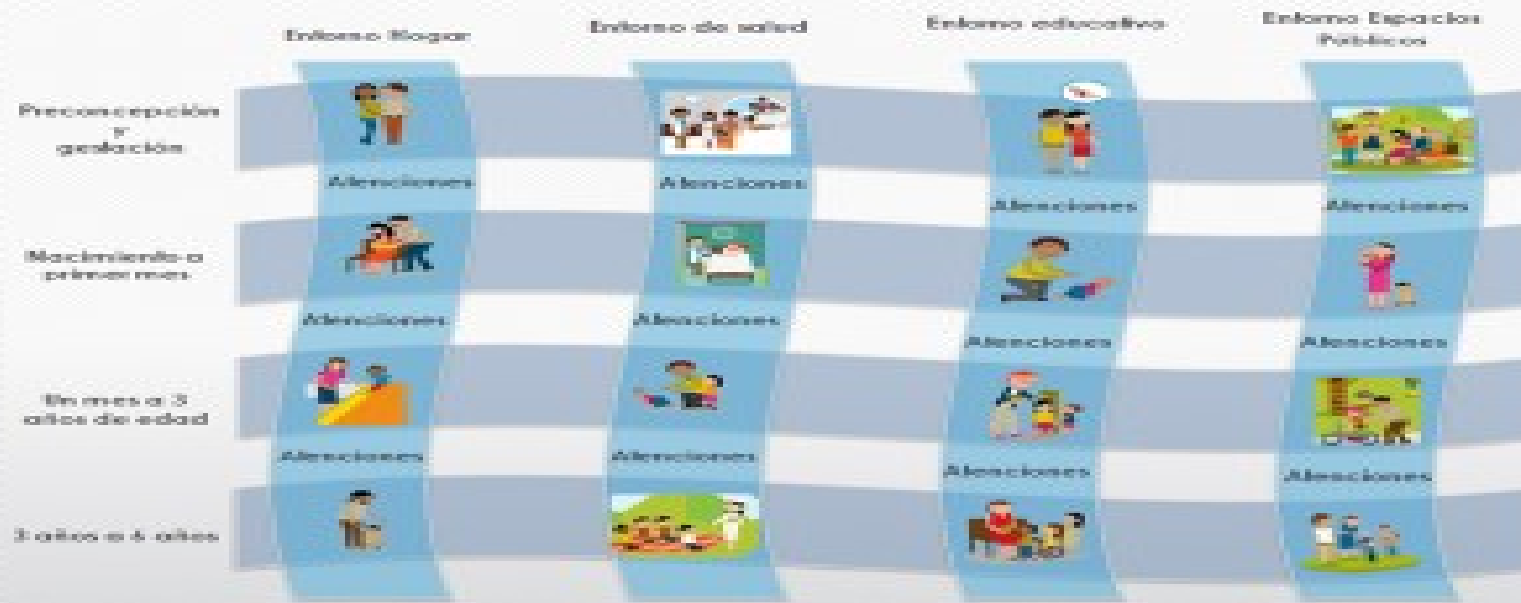 Entorno Hogar
Entorno de salud
Entorno educativo
Entorno Espacios
Públicos
Preconcepción
y
gestación
Atenciones
Atenciones
Atenciones
Atenciones
Nacimiento a
primer mes
Atenciones
Atenciones
Atenciones
Atenciones
Un mes a 3
años de edad
Atenciones
Atenciones
Atenciones
Atenciones
3 años a 6 años